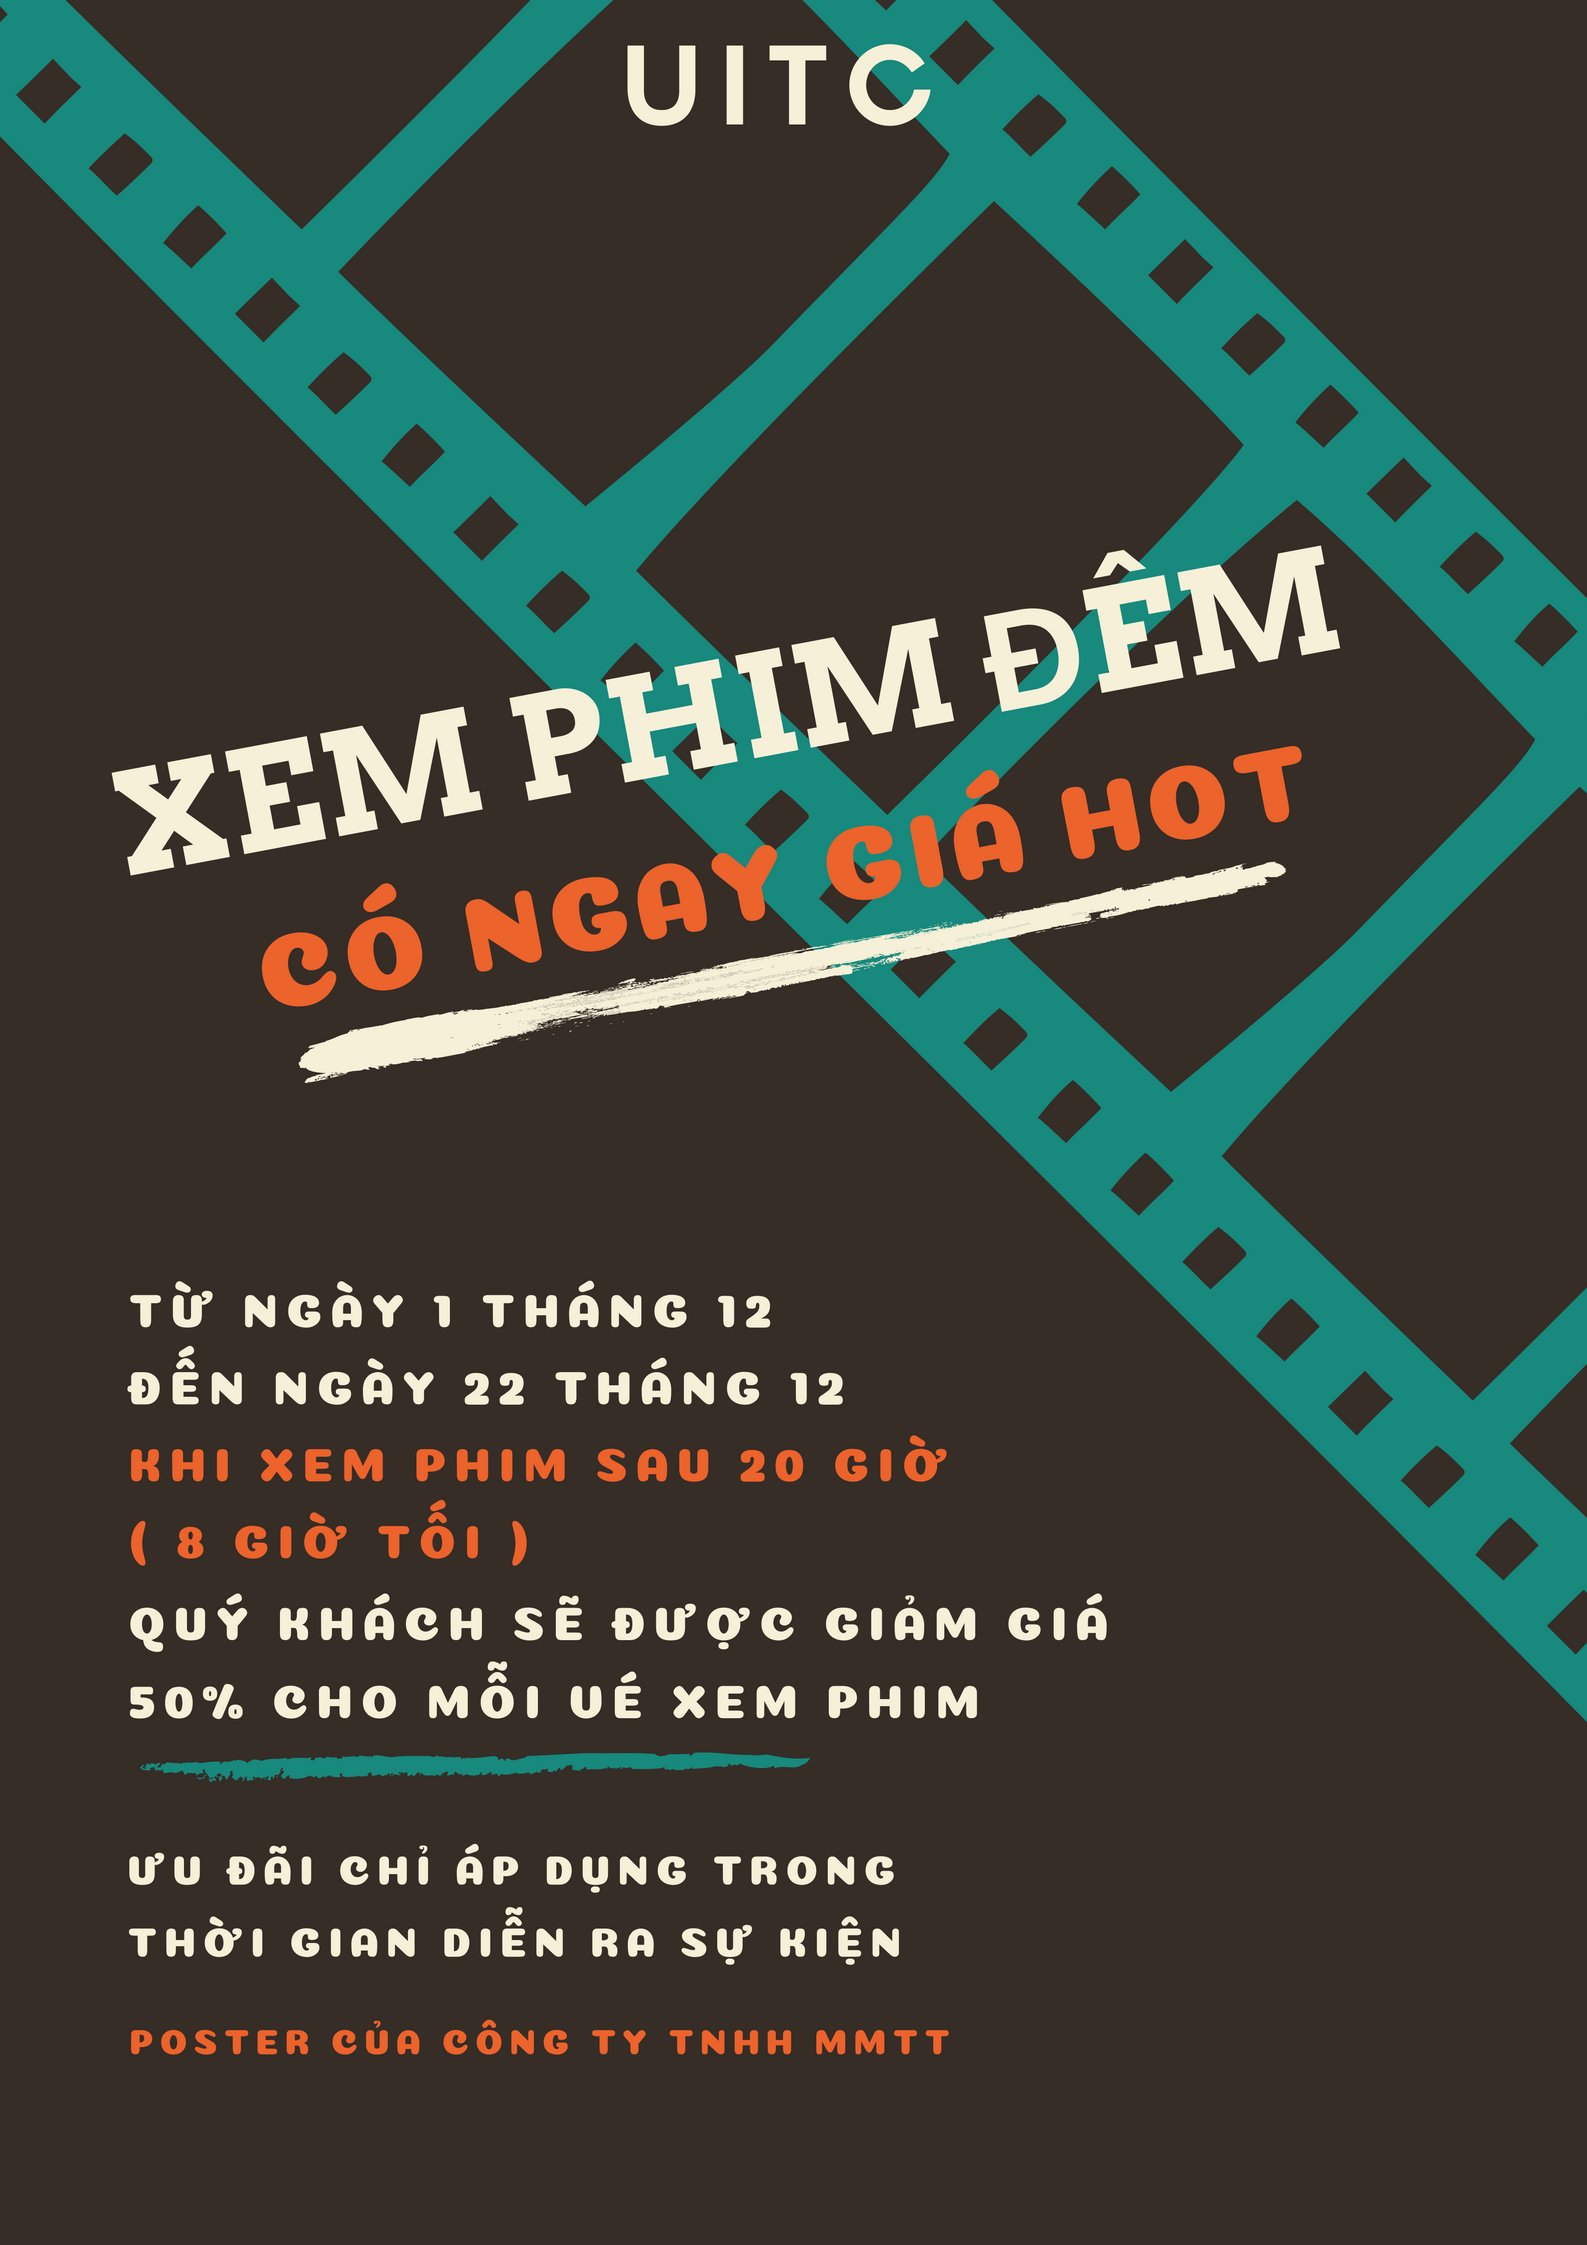 UITC
XEM PHIM ĐÊM
CÓ NGAY GIÁ HOT
TỪ NGÀY 1 THÁNG 12
ĐẾN NGÀY 22 THÁNG 12
KHI XEM PHIM SAU 20 GIỜ
( 8 GIỜ TỐI )
QUÝ KHÁCH SẼ ĐƯỢC GIẢM GIÁ
50% CHO MỖI VÉ XEM PHIM
ƯU ĐÃI CHỈ ÁP DỤNG TRONG
THỜI GIAN DIỄN RA SỰ KIỆN
POSTER CỦA CÔNG TY TNHH MMTT